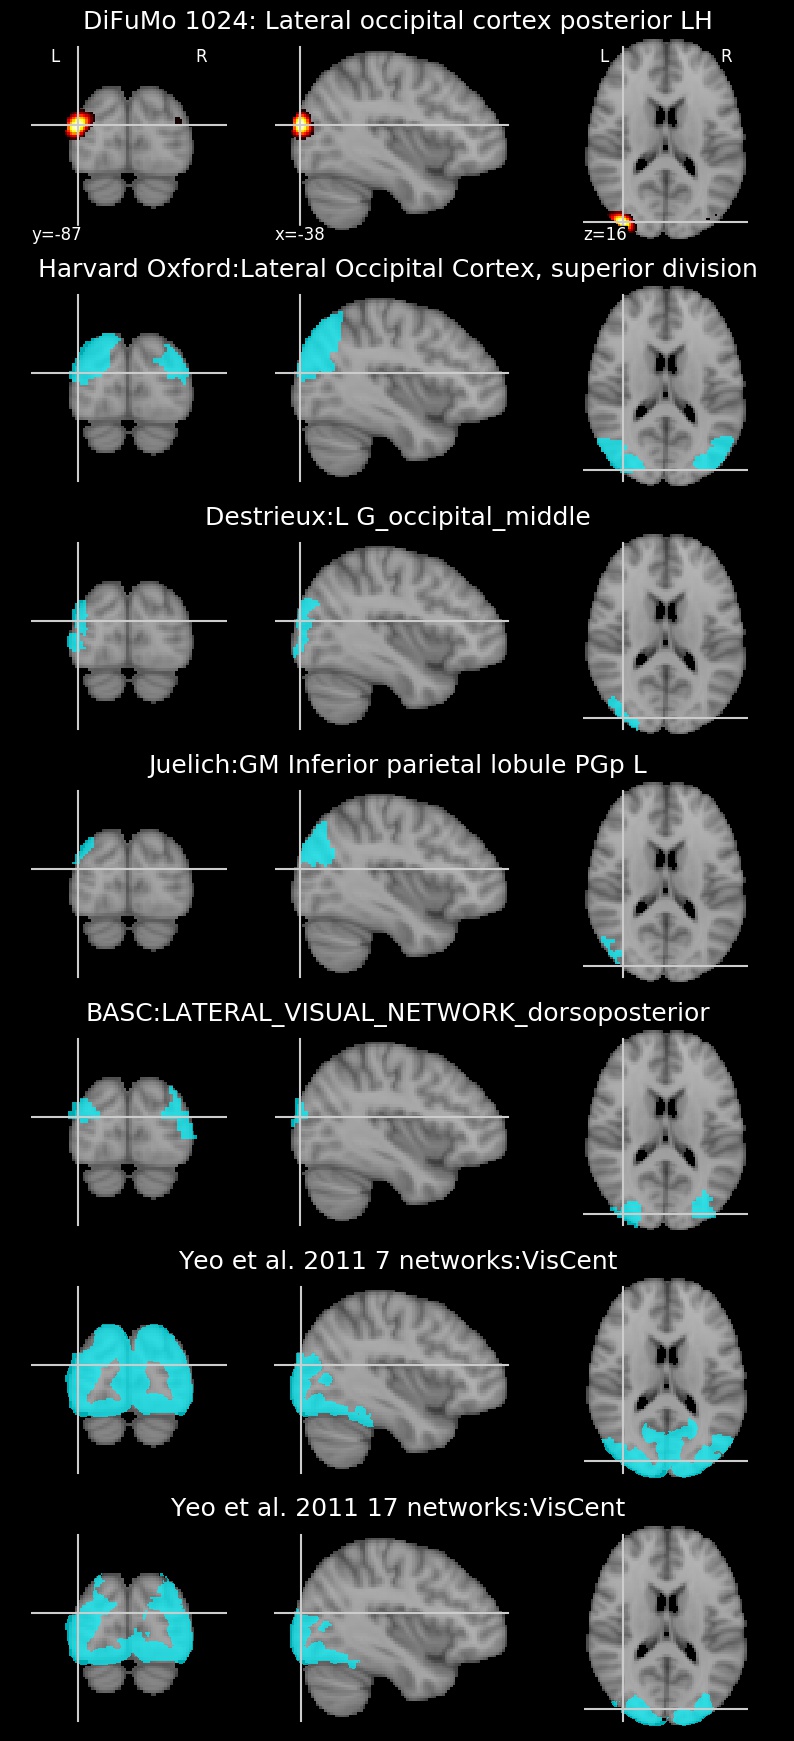 DiFuMo 1024: Lateral occipital cortex posterior LH
L R L R
y=-87 x=-38 z=16
Harvard Oxford:Lateral Occipital Cortex, superior division
Destrieux:L G_occipital_middle
Juelich:GM Inferior parietal lobule PGp L
BASC:LATERAL_VISUAL_NETWORK_dorsoposterior
Yeo et al. 2011 7 networks:VisCent
Yeo et al. 2011 17 networks:VisCent